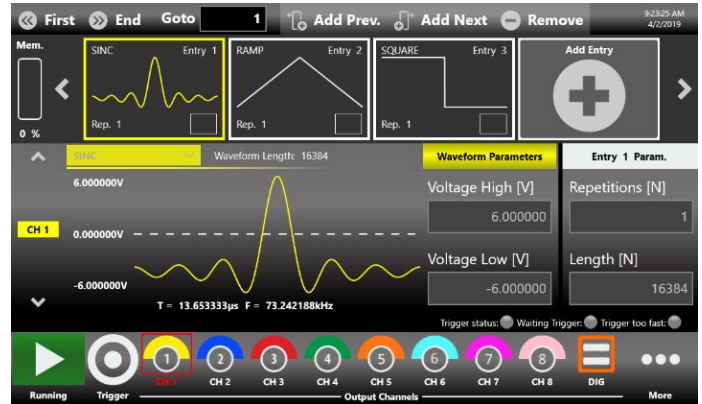 First End Goto 1 Add Prev. Add Next Remove 9:23:25 AM
4/2/2019
Mem.
0 %
SINC Entry 1
Rep. 1
RAMP Entry 2
Rep. 1
SQUARE Entry 3
Rep. 1
Add Entry
SINC Waveform Length: 16384
Waveform Parameters
Entry 1 Param.
6.000000V
CH 1 0.000000V
-6.000000V
T = 13.653333µs F = 73.242188kHz
Voltage High [V]
6.000000
Voltage Low [V]
-6.000000
Repetitions [N]
1
Length [N]
16384
Trigger status: Waiting Trigger: Trigger too fast:
1 2 3 4 5 6 7 8
CH 1 CH 2 CH 3 CH 4 CH 5 CH 6 CH 7 CH 8 DIG
Running Trigger Output Channels More